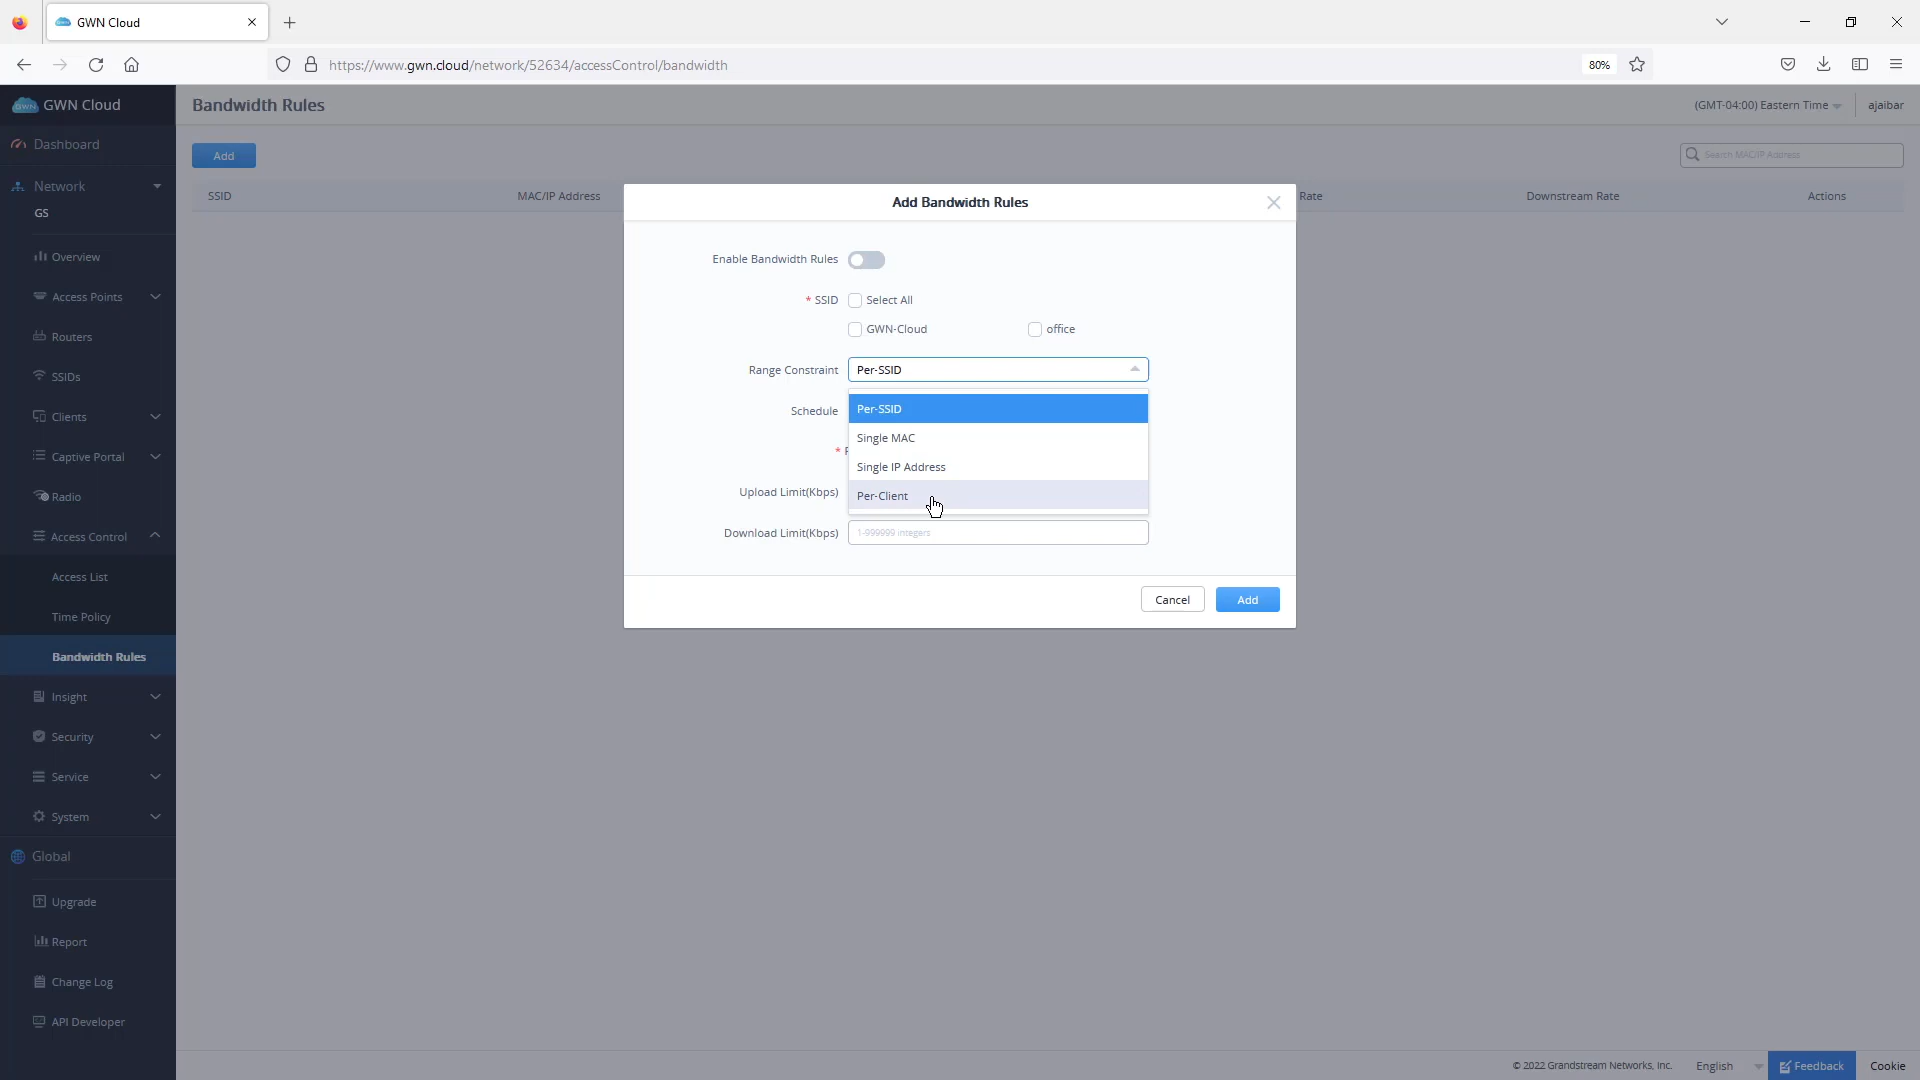 GWN Cloud
https://www.gwn.cloud/network/52634/accessControl/bandwidth
80%
GWN Cloud
Bandwidth Rules
(GMT-04:00) Eastern Time
ajaibar
Dashboard
Add
Search MAC/IP Address
Network
GS
SSID
MAC/IP Address
Rate
Downstream Rate
Actions
Add Bandwidth Rules
Enable Bandwidth Rules
* SSID
Select All
GWN-Cloud
office
Range Constraint
Per-SSID
Schedule
Per-SSID
Single MAC
Single IP Address
Per-Client
Upload Limit(Kbps)
Download Limit(Kbps)
1-999999 integers
Cancel
Add
Overview
Access Points
Routers
SSIDs
Clients
Captive Portal
Radio
Access Control
Access List
Time Policy
Bandwidth Rules
Insight
Security
Service
System
Global
Upgrade
Report
Change Log
API Developer
© 2022 Grandstream Networks, Inc.
English
Feedback
Cookie